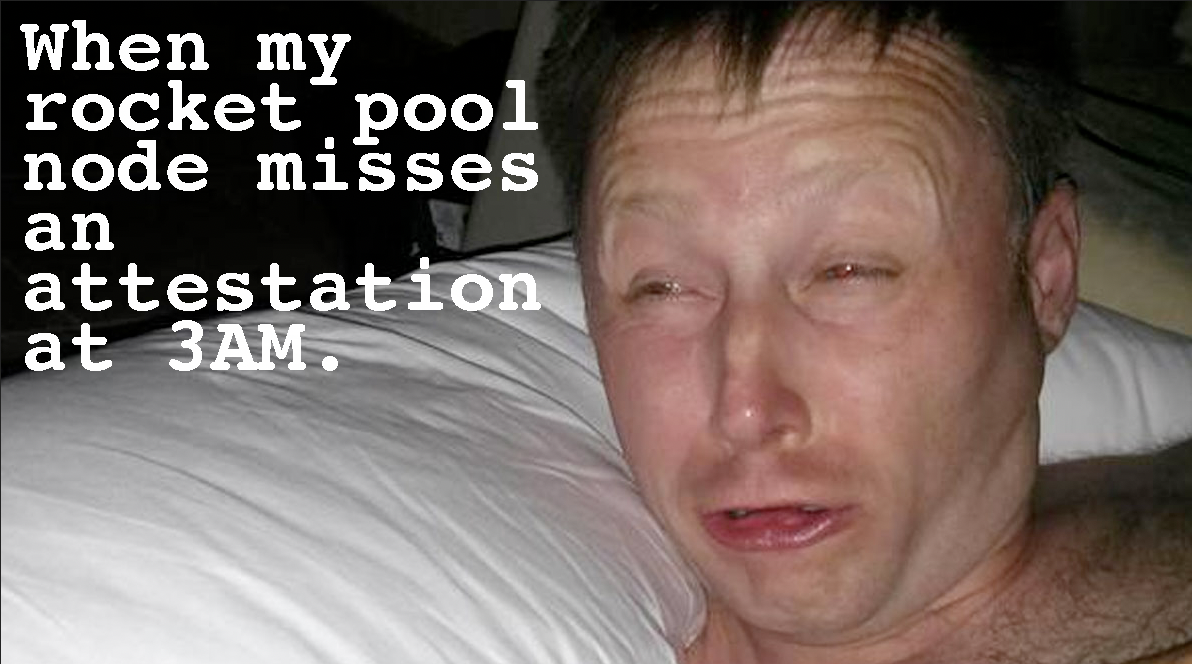 When my
rocket pool
node misses
an
attestation
at 3AM.